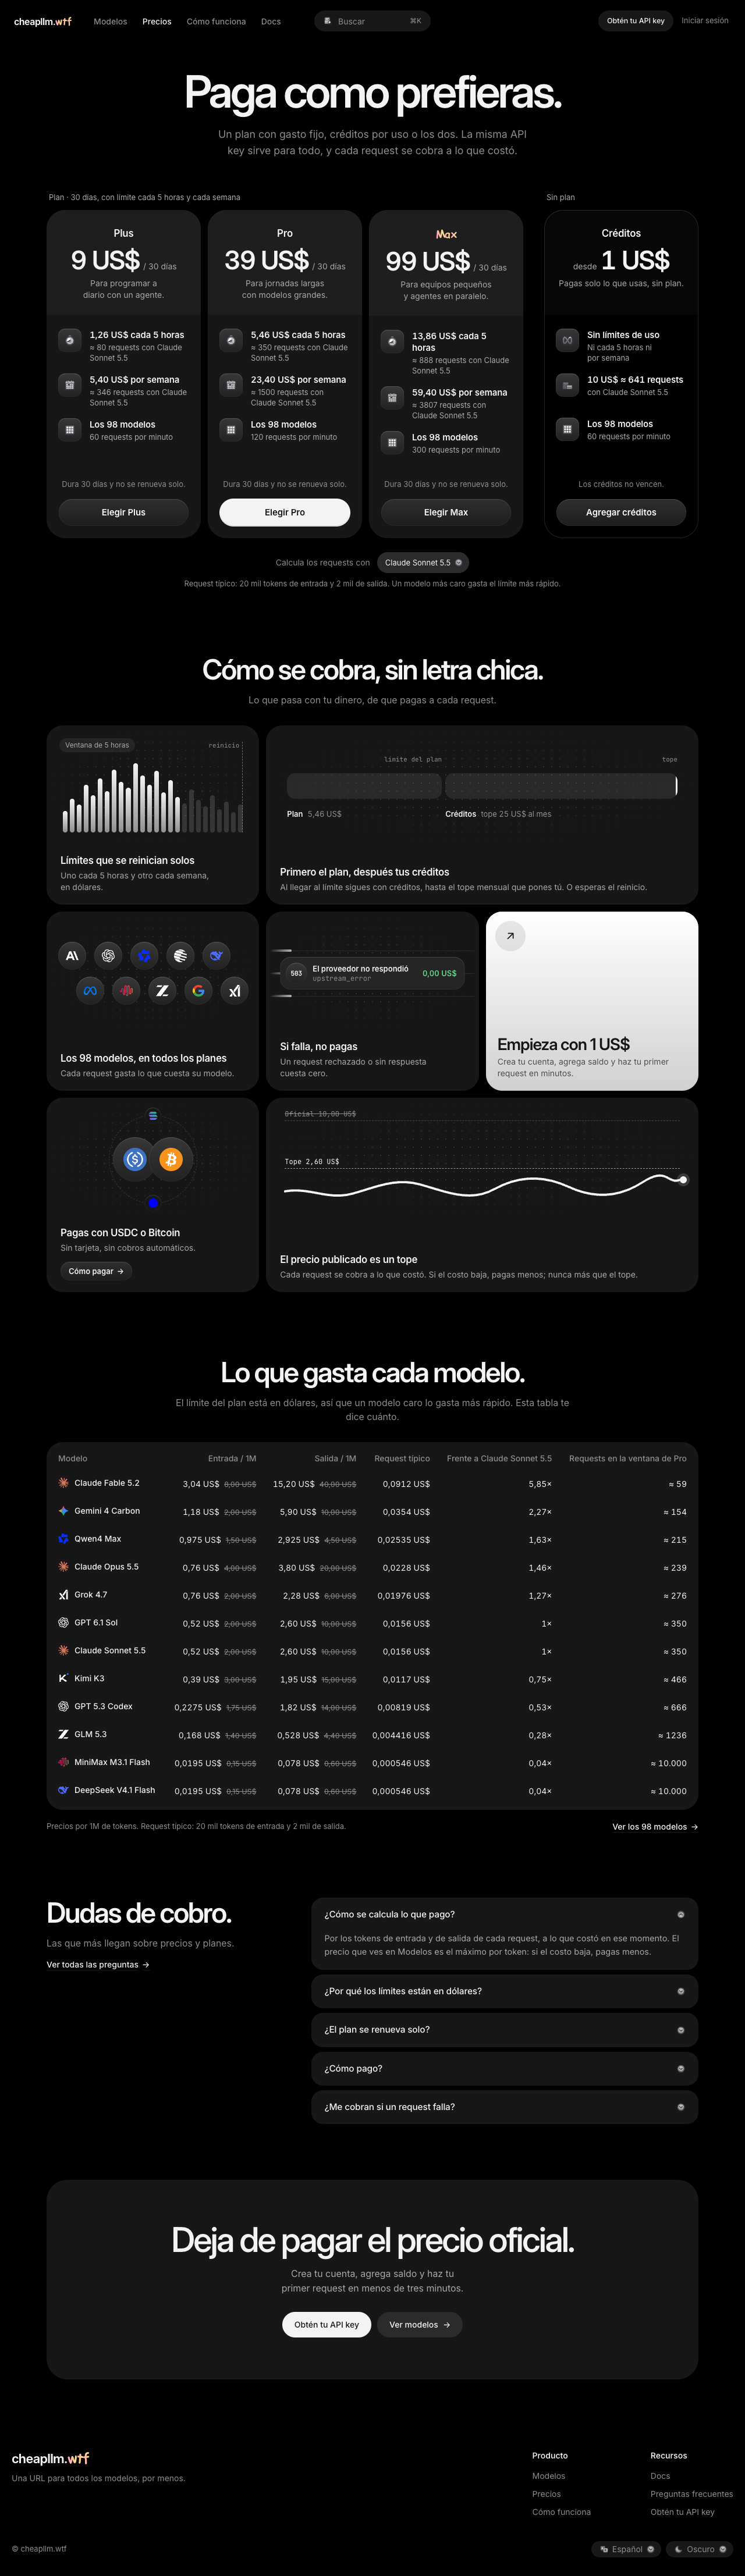 cheapllm.wtf Modelos Precios Cómo funciona Docs Buscar ⌘K Obtén tu API key Iniciar sesión
Paga como prefieras.
Un plan con gasto fijo, créditos por uso o los dos. La misma API
key sirve para todo, y cada request se cobra a lo que costó.
Plan · 30 días, con límite cada 5 horas y cada semana
Plus
9 US$ / 30 días
Para programar a
diario con un agente.
1,26 US$ cada 5 horas
≈ 80 requests con Claude
Sonnet 5.5
5,40 US$ por semana
≈ 346 requests con Claude
Sonnet 5.5
Los 98 modelos
60 requests por minuto
Dura 30 días y no se renueva solo.
Elegir Plus
Pro
39 US$ / 30 días
Para jornadas largas
con modelos grandes.
5,46 US$ cada 5 horas
≈ 350 requests con Claude
Sonnet 5.5
23,40 US$ por semana
≈ 1500 requests con
Claude Sonnet 5.5
Los 98 modelos
120 requests por minuto
Dura 30 días y no se renueva solo.
Elegir Pro
Max
99 US$ / 30 días
Para equipos pequeños
y agentes en paralelo.
13,86 US$ cada 5
horas
≈ 888 requests con Claude
Sonnet 5.5
59,40 US$ por semana
≈ 3807 requests con
Claude Sonnet 5.5
Los 98 modelos
300 requests por minuto
Dura 30 días y no se renueva solo.
Elegir Max
Sin plan
Créditos
desde 1 US$
Pagas solo lo que usas, sin plan.
Sin límites de uso
Ni cada 5 horas ni
por semana
10 US$ ≈ 641 requests
con Claude Sonnet 5.5
Los 98 modelos
60 requests por minuto
Los créditos no vencen.
Agregar créditos
Calcula los requests con Claude Sonnet 5.5
Request típico: 20 mil tokens de entrada y 2 mil de salida. Un modelo más caro gasta el límite más rápido.
Cómo se cobra, sin letra chica.
Lo que pasa con tu dinero, de que pagas a cada request.
Ventana de 5 horas reinicio
Límites que se reinician solos
Uno cada 5 horas y otro cada semana,
en dólares.
límite del plan tope
Plan 5,46 US$ Créditos tope 25 US$ al mes
Primero el plan, después tus créditos
Al llegar al límite sigues con créditos, hasta el tope mensual que pones tú. O esperas el reinicio.
Los 98 modelos, en todos los planes
Cada request gasta lo que cuesta su modelo.
503 El proveedor no respondió 0,00 US$
upstream_error
Si falla, no pagas
Un request rechazado o sin respuesta
cuesta cero.
Empieza con 1 US$
Crea tu cuenta, agrega saldo y haz tu primer
request en minutos.
Pagas con USDC o Bitcoin
Sin tarjeta, sin cobros automáticos.
Cómo pagar →
Oficial 10,00 US$
Tope 2,60 US$
El precio publicado es un tope
Cada request se cobra a lo que costó. Si el costo baja, pagas menos; nunca más que el tope.
Lo que gasta cada modelo.
El límite del plan está en dólares, así que un modelo caro lo gasta más rápido. Esta tabla te
dice cuánto.
Modelo Entrada / 1M Salida / 1M Request típico Frente a Claude Sonnet 5.5 Requests en la ventana de Pro
Claude Fable 5.2 3,04 US$ 8,00 US$ 15,20 US$ 40,00 US$ 0,0912 US$ 5,85× ≈ 59
Gemini 4 Carbon 1,18 US$ 2,00 US$ 5,90 US$ 10,00 US$ 0,0354 US$ 2,27× ≈ 154
Qwen4 Max 0,975 US$ 1,50 US$ 2,925 US$ 4,50 US$ 0,02535 US$ 1,63× ≈ 215
Claude Opus 5.5 0,76 US$ 4,00 US$ 3,80 US$ 20,00 US$ 0,0228 US$ 1,46× ≈ 239
Grok 4.7 0,76 US$ 2,00 US$ 2,28 US$ 6,00 US$ 0,01976 US$ 1,27× ≈ 276
GPT 6.1 Sol 0,52 US$ 2,00 US$ 2,60 US$ 10,00 US$ 0,0156 US$ 1× ≈ 350
Claude Sonnet 5.5 0,52 US$ 2,00 US$ 2,60 US$ 10,00 US$ 0,0156 US$ 1× ≈ 350
Kimi K3 0,39 US$ 3,00 US$ 1,95 US$ 15,00 US$ 0,0117 US$ 0,75× ≈ 466
GPT 5.3 Codex 0,2275 US$ 1,75 US$ 1,82 US$ 14,00 US$ 0,00819 US$ 0,53× ≈ 666
GLM 5.3 0,168 US$ 1,40 US$ 0,528 US$ 4,40 US$ 0,004416 US$ 0,28× ≈ 1236
MiniMax M3.1 Flash 0,0195 US$ 0,15 US$ 0,078 US$ 0,60 US$ 0,000546 US$ 0,04× ≈ 10.000
DeepSeek V4.1 Flash 0,0195 US$ 0,15 US$ 0,078 US$ 0,60 US$ 0,000546 US$ 0,04× ≈ 10.000
Precios por 1M de tokens. Request típico: 20 mil tokens de entrada y 2 mil de salida. Ver los 98 modelos →
Dudas de cobro.
Las que más llegan sobre precios y planes.
Ver todas las preguntas →
¿Cómo se calcula lo que pago?
Por los tokens de entrada y de salida de cada request, a lo que costó en ese momento. El
precio que ves en Modelos es el máximo por token: si el costo baja, pagas menos.
¿Por qué los límites están en dólares?
¿El plan se renueva solo?
¿Cómo pago?
¿Me cobran si un request falla?
Deja de pagar el precio oficial.
Crea tu cuenta, agrega saldo y haz tu
primer request en menos de tres minutos.
Obtén tu API key Ver modelos →
cheapllm.wtf
Una URL para todos los modelos, por menos.
Producto
Modelos
Precios
Cómo funciona
Recursos
Docs
Preguntas frecuentes
Obtén tu API key
© cheapllm.wtf Español Oscuro